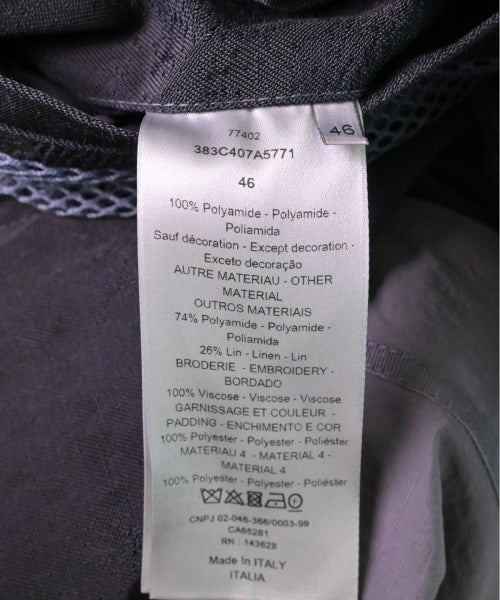 77402
46
383C407A5771
46
100% Polyamide - Polyamide -
Poliamida
Sauf décoration - Except decoration -
Exceto decoração
AUTRE MATERIAU - OTHER
MATERIAL
OUTROS MATERIAIS
74% Polyamide - Polyamide -
Poliamida
26% Lin - Linen - Lin
BRODERIE - EMBROIDERY -
BORDADO
100% Viscose - Viscose - Viscose
GARNISSAGE ET COULEUR -
PADDING - ENCHIMENTO E COR
100% Polyester - Polyester - Poliéster
MATERIAU 4 - MATERIAL 4 -
MATERIAL 4
100% Polyester - Polyester - Poliéster
CNPJ 02-046-366/0003-99
CA65281
RN : 143628
Made in ITALY
ITALIA